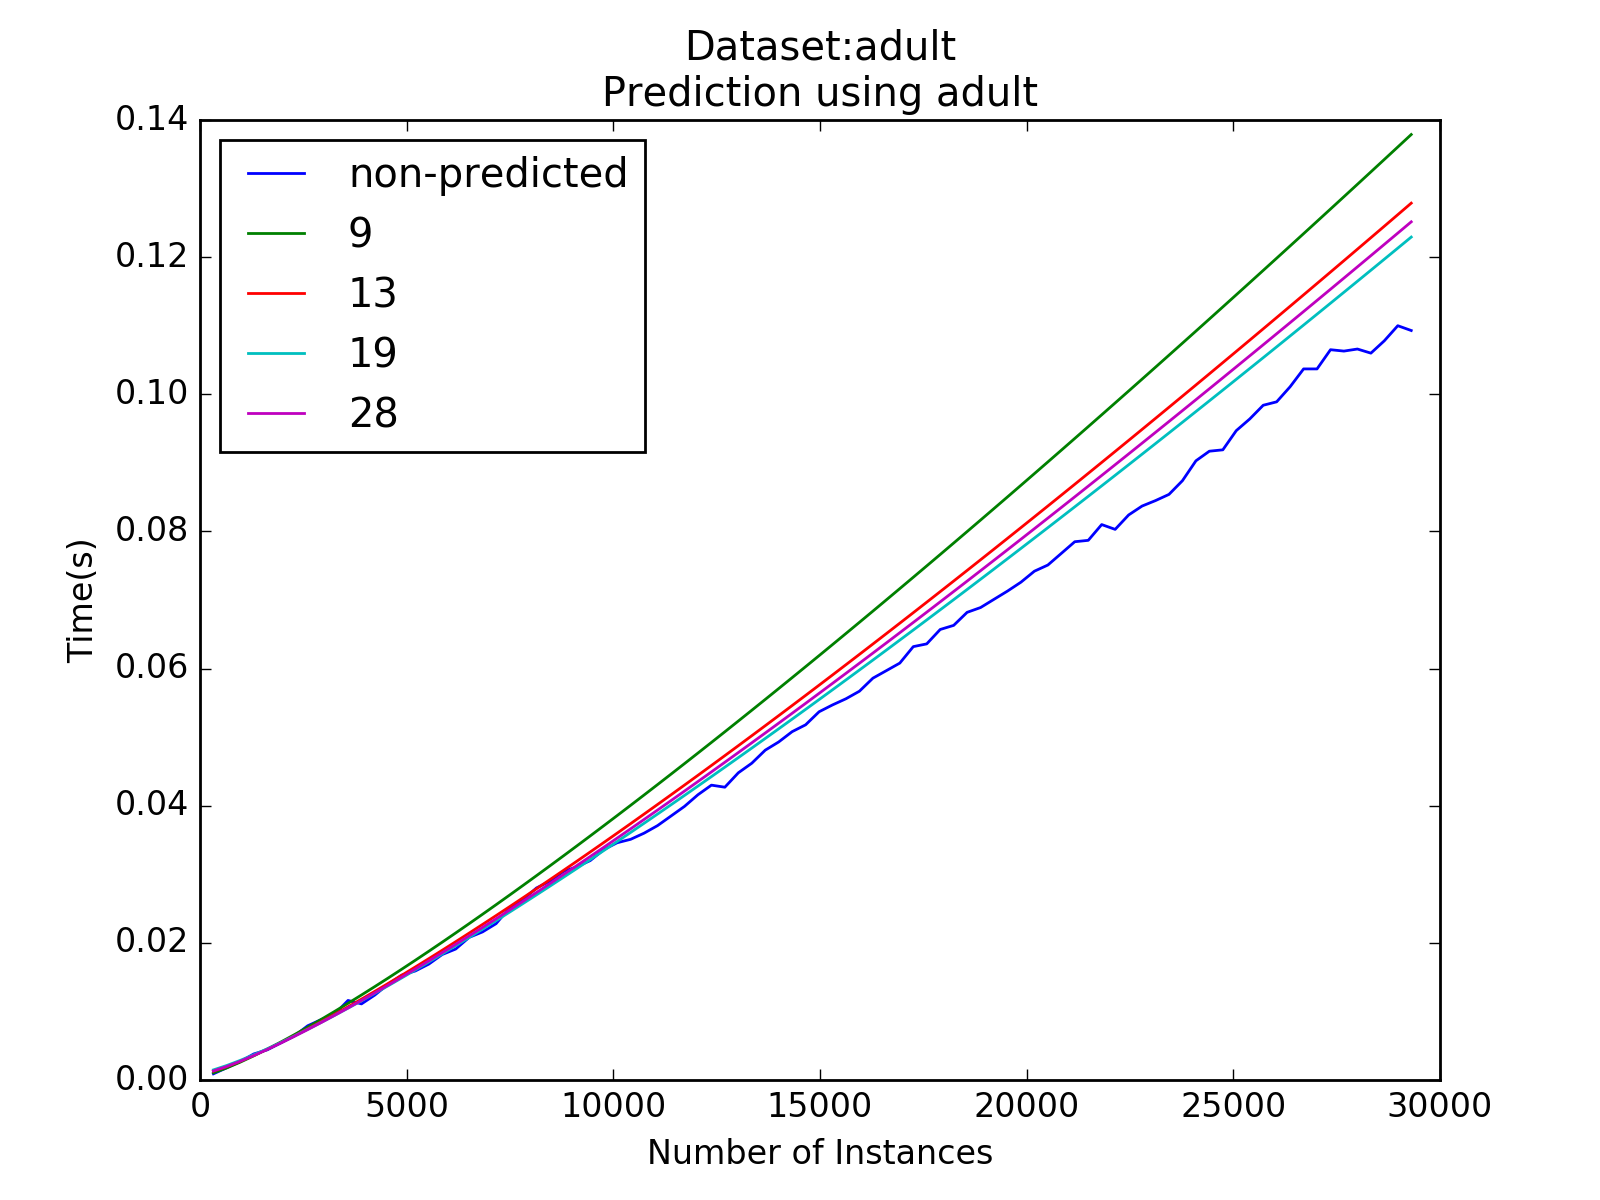 Dataset:adult
Prediction using adult
0.14
0.12
0.10
0.08
0.06
0.04
0.02
0.00
Time(s)
non-predicted
9
13
19
28
0 5000 10000 15000 20000 25000 30000
Number of Instances